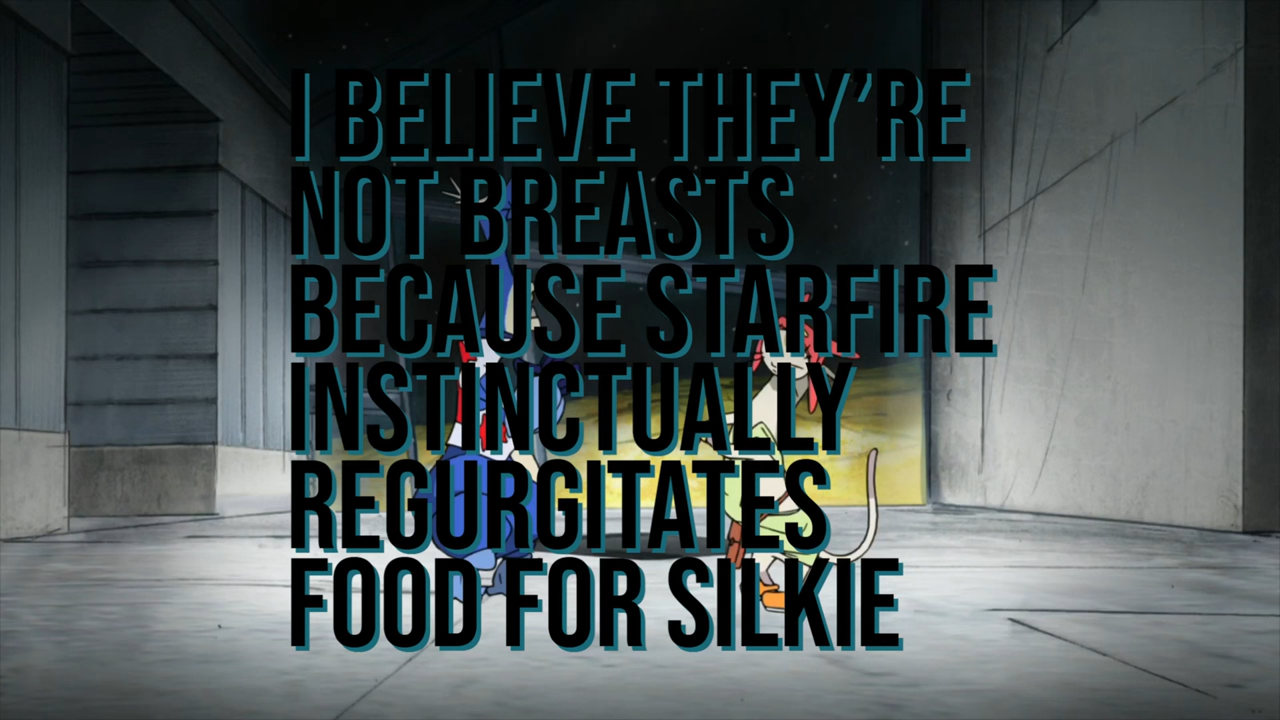 I BELIEVE THEY’RE
NOT BREASTS
BECAUSE STARFIRE
INSTINCTUALLY
REGURGITATES
FOOD FOR SILKIE